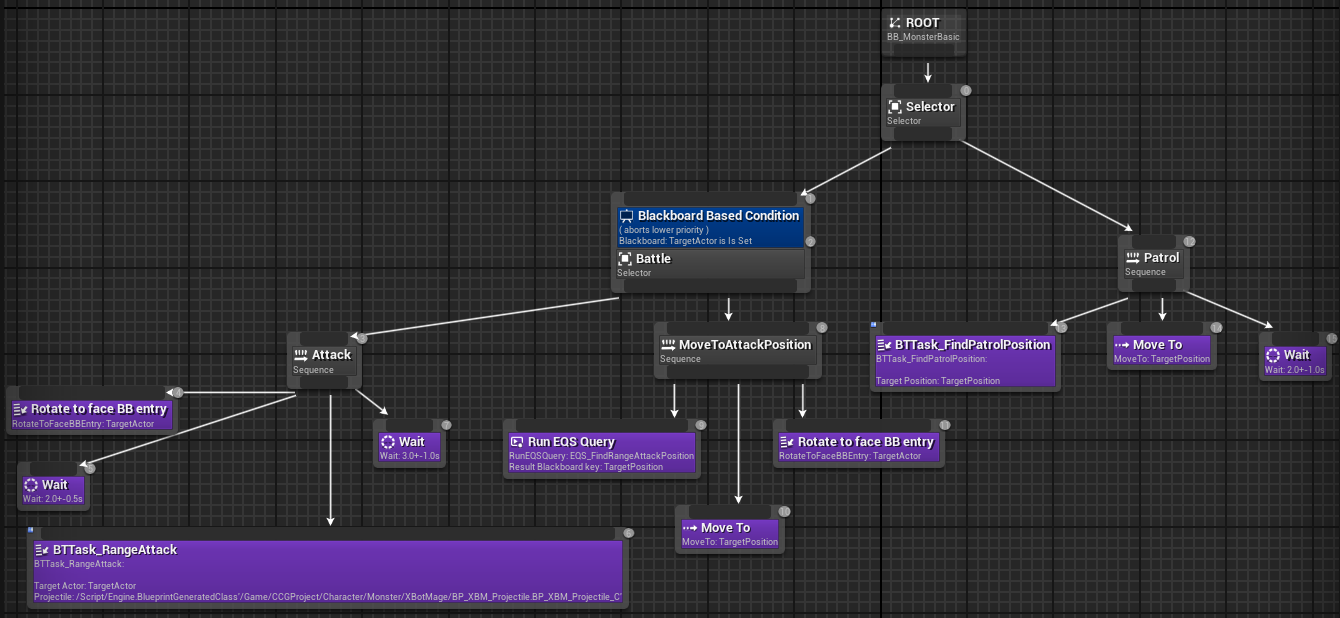 ROOT
BB_MonsterBasic
Selector
Selector
Blackboard Based Condition
( aborts lower priority )
Blackboard: TargetActor is Is Set
Battle
Selector
Patrol
Sequence
Attack
Sequence
MoveToAttackPosition
Sequence
BTTask_FindPatrolPosition
BTTask_FindPatrolPosition:
Target Position: TargetPosition
Move To
MoveTo: TargetPosition
Wait
Wait: 2.0+-1.0s
Rotate to face BB entry
RotateToFaceBBEntry: TargetActor
Wait
Wait: 2.0+-0.5s
BTTask_RangeAttack
BTTask_RangeAttack:
Target Actor: TargetActor
Projectile: /Script/Engine.BlueprintGeneratedClass'/Game/CCGProject/Character/Monster/XBotMage/BP_XBM_Projectile.BP_XBM_Projectile_C'
Wait
Wait: 3.0+-1.0s
Run EQS Query
RunEQSQuery: EQS_FindRangeAttackPosition
Result Blackboard key: TargetPosition
Move To
MoveTo: TargetPosition
Rotate to face BB entry
RotateToFaceBBEntry: TargetActor